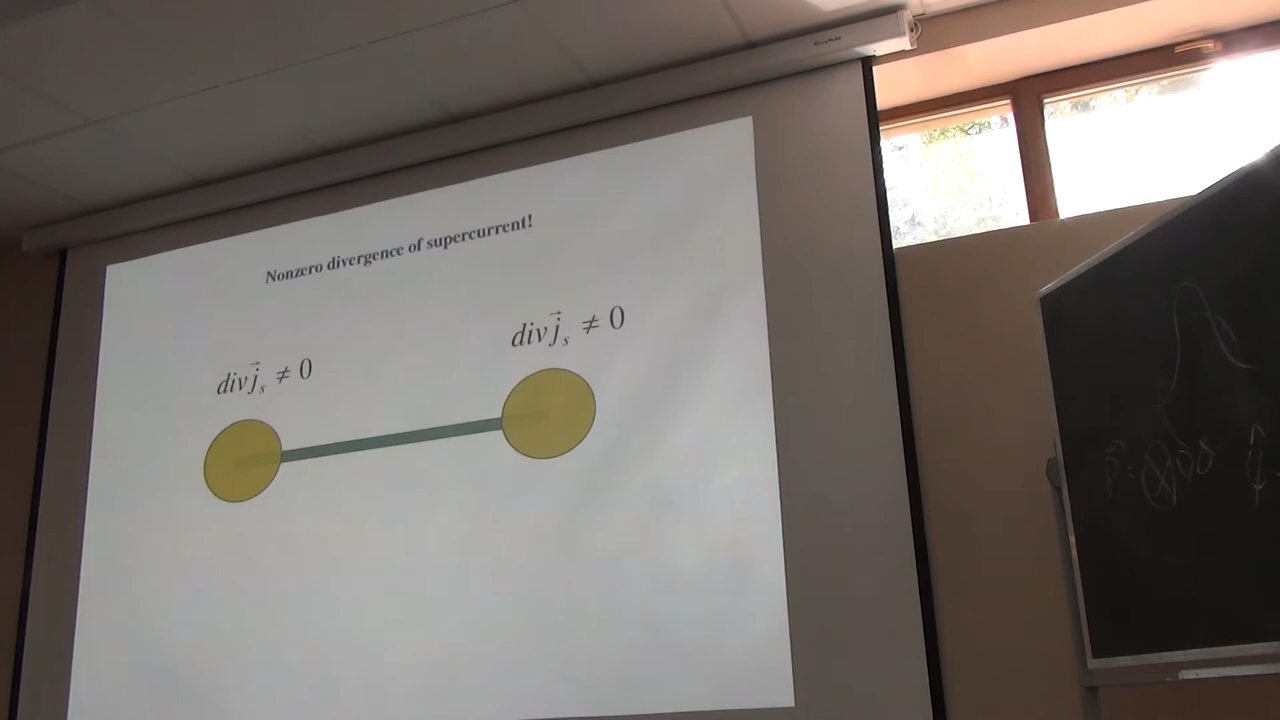 Nonzero divergence of supercurrent!
div j⃗ₛ ≠ 0
div j⃗ₛ ≠ 0